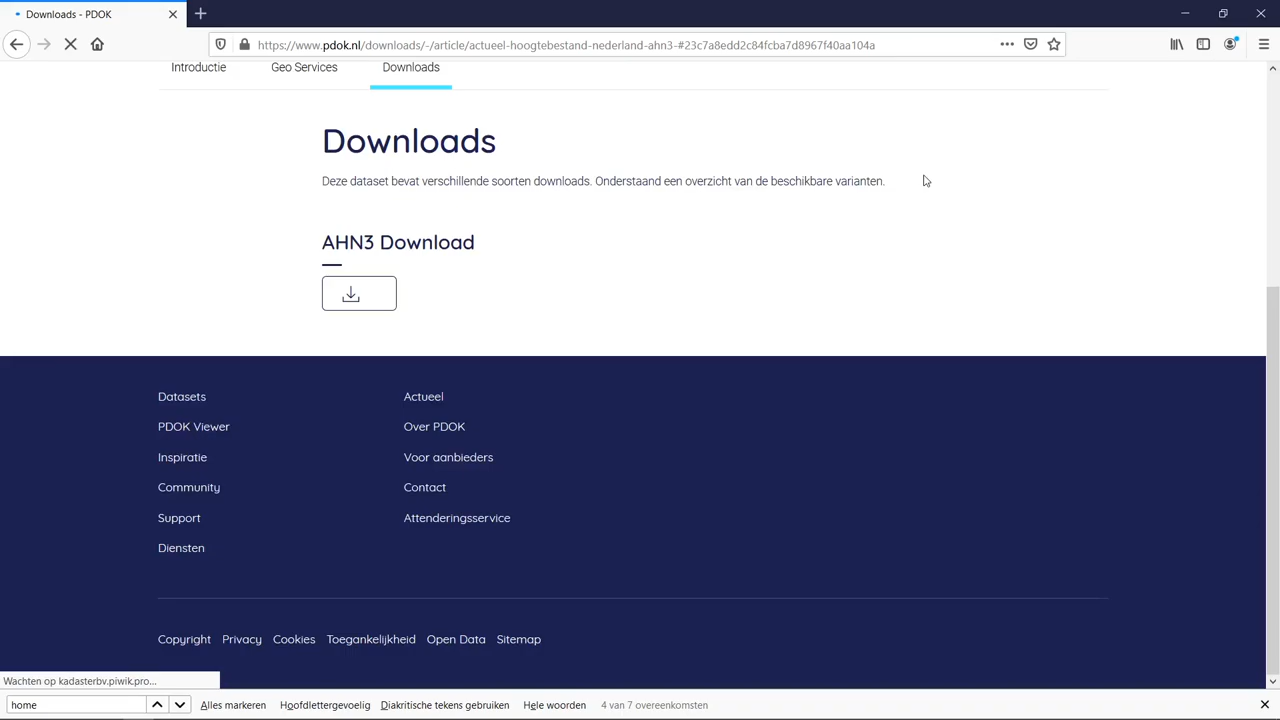 Downloads - PDOK
https://www.pdok.nl/downloads/-/article/actueel-hoogtebestand-nederland-ahn3-#23c7a8edd2c84fcba7d8967f40aa104a
Introductie Geo Services Downloads
Downloads
Deze dataset bevat verschillende soorten downloads. Onderstaand een overzicht van de beschikbare varianten.
AHN3 Download
Datasets
PDOK Viewer
Inspiratie
Community
Support
Diensten
Actueel
Over PDOK
Voor aanbieders
Contact
Attenderingsservice
Copyright Privacy Cookies Toegankelijkheid Open Data Sitemap
Wachten op kadasterbv.piwik.pro...
home Alles markeren Hoofdlettergevoelig Diakritische tekens gebruiken Hele woorden 4 van 7 overeenkomsten